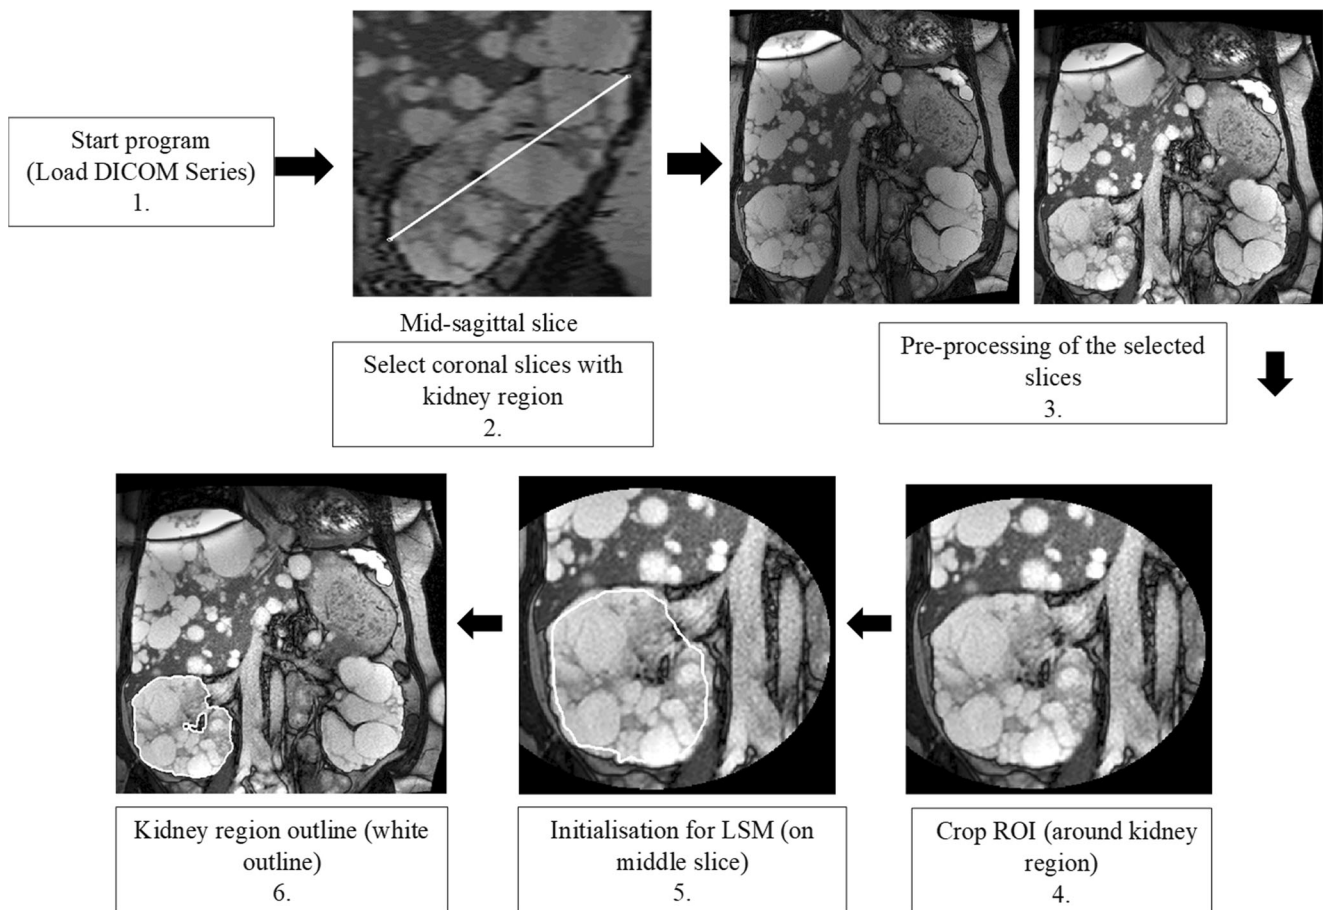 Start program
(Load DICOM Series)
1.
Mid-sagittal slice
Select coronal slices with
kidney region
2.
Pre-processing of the selected
slices
3.
Crop ROI (around kidney
region)
4.
Initialisation for LSM (on
middle slice)
5.
Kidney region outline (white
outline)
6.